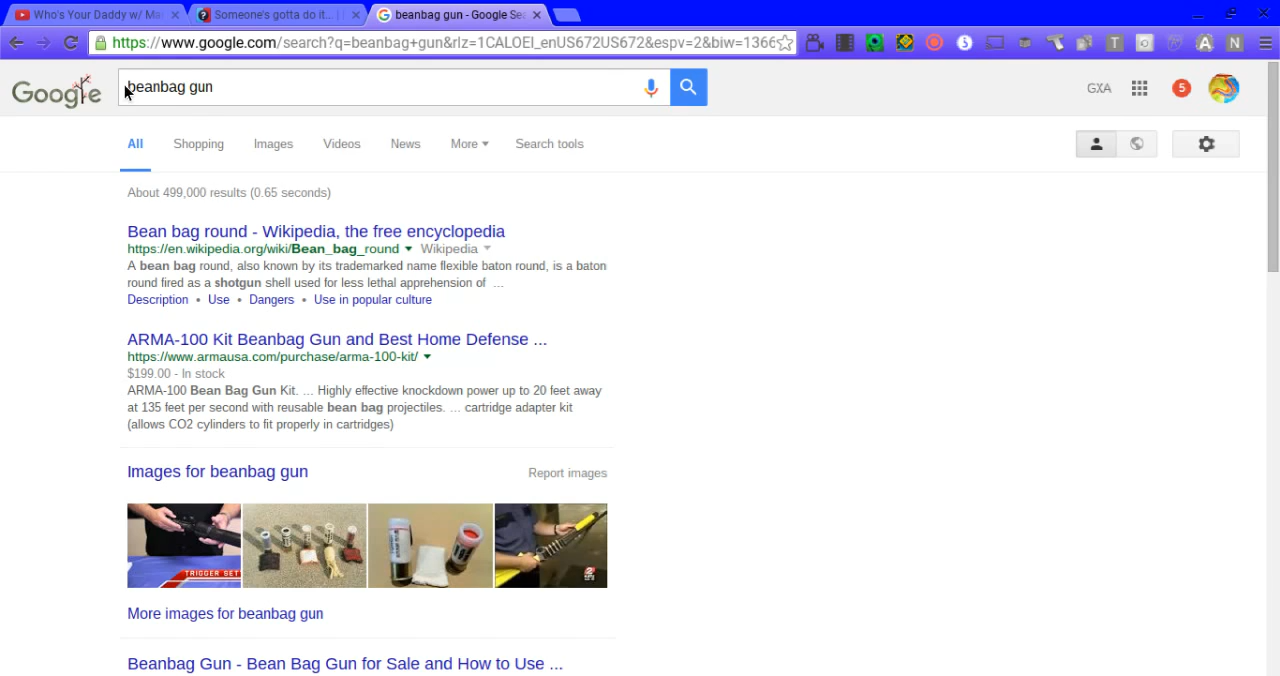 Who's Your Daddy w/ Ma
Someone's gotta do it...
beanbag gun - Google Se
https://www.google.com/search?q=beanbag+gun&rlz=1CALOEI_enUS672US672&espv=2&biw=1366
Google
beanbag gun
GXA
5
All Shopping Images Videos News More Search tools
About 499,000 results (0.65 seconds)
Bean bag round - Wikipedia, the free encyclopedia
https://en.wikipedia.org/wiki/Bean_bag_round Wikipedia
A bean bag round, also known by its trademarked name flexible baton round, is a baton
round fired as a shotgun shell used for less lethal apprehension of ...
Description • Use • Dangers • Use in popular culture
ARMA-100 Kit Beanbag Gun and Best Home Defense ...
https://www.armausa.com/purchase/arma-100-kit/
$199.00 - In stock
ARMA-100 Bean Bag Gun Kit. ... Highly effective knockdown power up to 20 feet away
at 135 feet per second with reusable bean bag projectiles. ... cartridge adapter kit
(allows CO2 cylinders to fit properly in cartridges)
Images for beanbag gun
Report images
TRIGGER SET
2
More images for beanbag gun
Beanbag Gun - Bean Bag Gun for Sale and How to Use ...